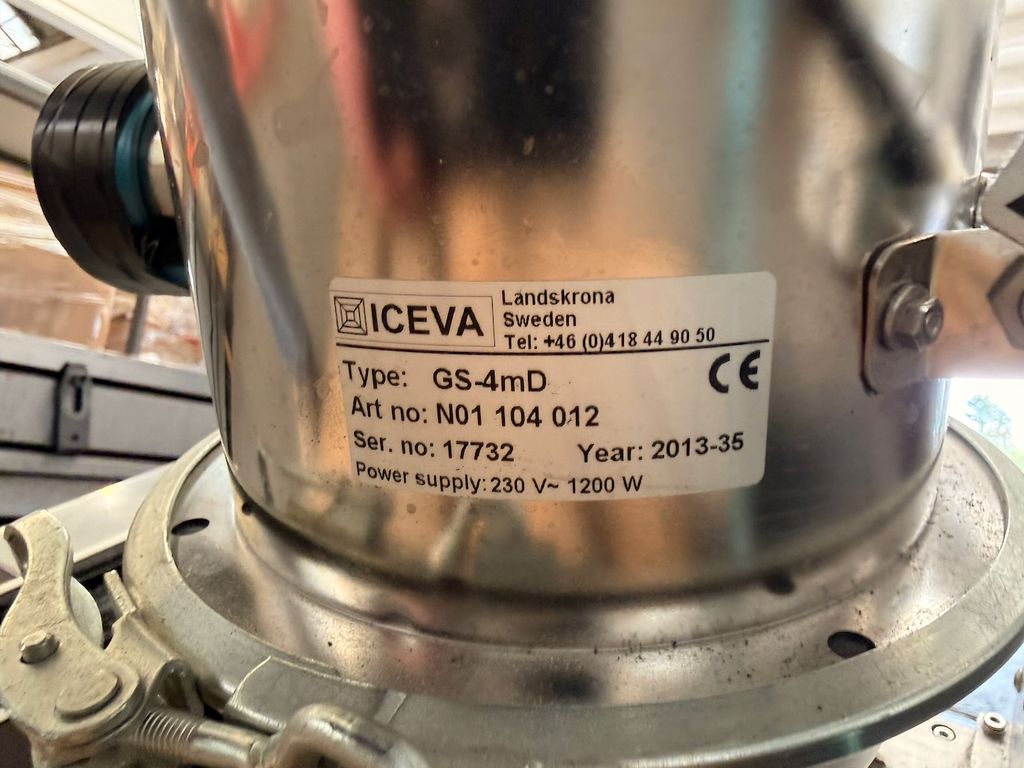 ICEVA
Landskrona
Sweden
Tel: +46 (0)418 44 90 50
CE
Type: GS-4mD
Art no: N01 104 012
Ser. no: 17732 Year: 2013-35
Power supply: 230 V~ 1200 W